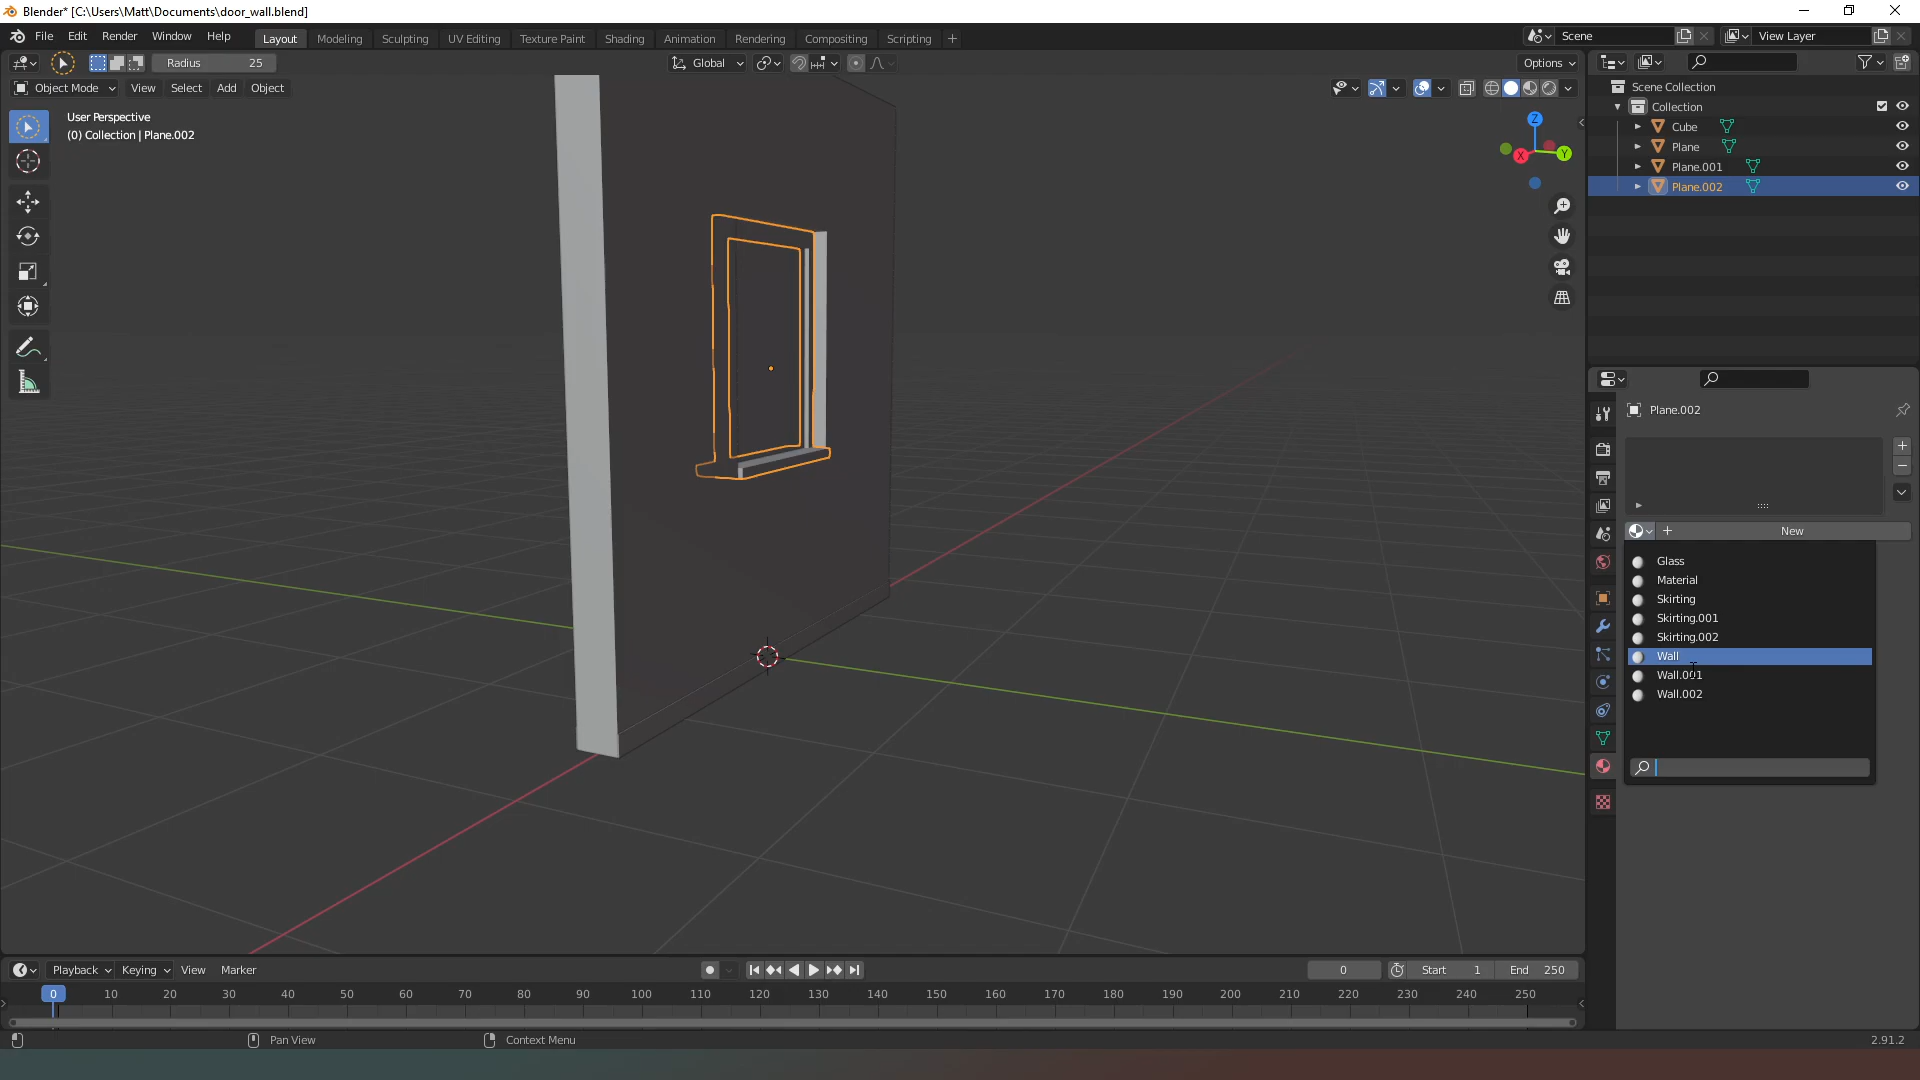 Blender* [C:\Users\Matt\Documents\door_wall.blend]
File Edit Render Window Help Layout Modeling Sculpting UV Editing Texture Paint Shading Animation Rendering Compositing Scripting Scene View Layer
Radius 25 Global Options
Object Mode View Select Add Object
User Perspective
(0) Collection | Plane.002
Z
X
Y
Scene Collection
Collection
Cube
Plane
Plane.001
Plane.002
Plane.002
New
Glass
Material
Skirting
Skirting.001
Skirting.002
Wall
Wall.001
Wall.002
Playback Keying View Marker 0 Start 1 End 250
0 10 20 30 40 50 60 70 80 90 100 110 120 130 140 150 160 170 180 190 200 210 220 230 240 250
Pan View Context Menu 2.91.2